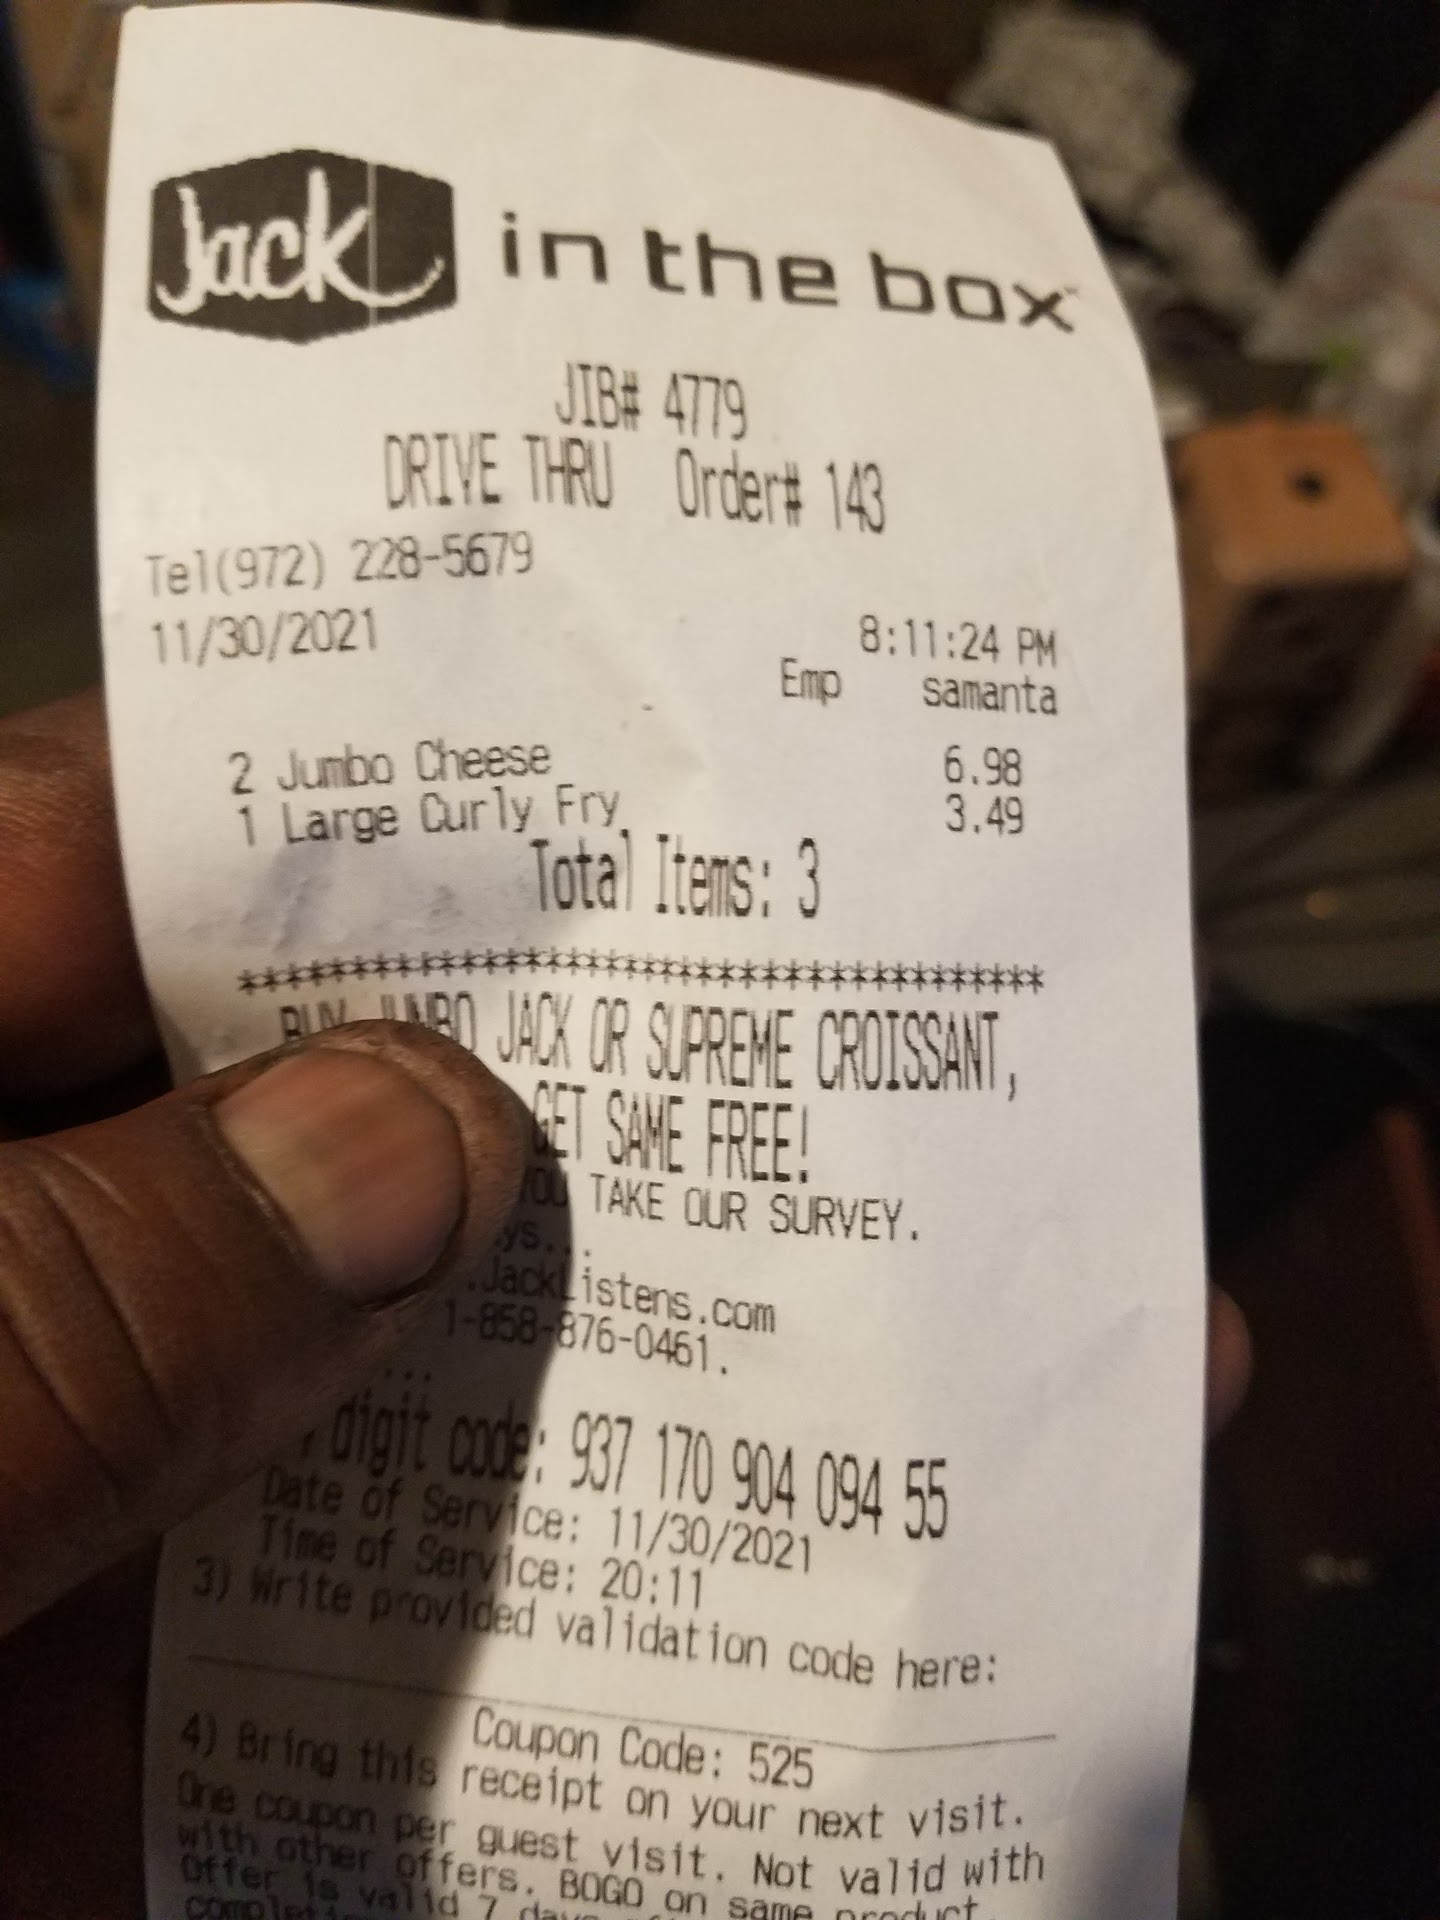 Jack in the box
JIB# 4779
DRIVE THRU Order# 143
Tel(972) 228-5679
11/30/2021 8:11:24 PM
Emp samanta
2 Jumbo Cheese 6.98
1 Large Curly Fry 3.49
Total Items: 3
****************************************
BUY JUMBO JACK OR SUPREME CROISSANT,
GET SAME FREE!
YOU TAKE OUR SURVEY.
.JackListens.com
1-858-876-0461.
digit code: 937 170 904 094 55
Date of Service: 11/30/2021
Time of Service: 20:11
3) Write provided validation code here:
Coupon Code: 525
4) Bring this receipt on your next visit.
One coupon per guest visit. Not valid with
with other offers. BOGO on same product.
Offer is valid 7 days